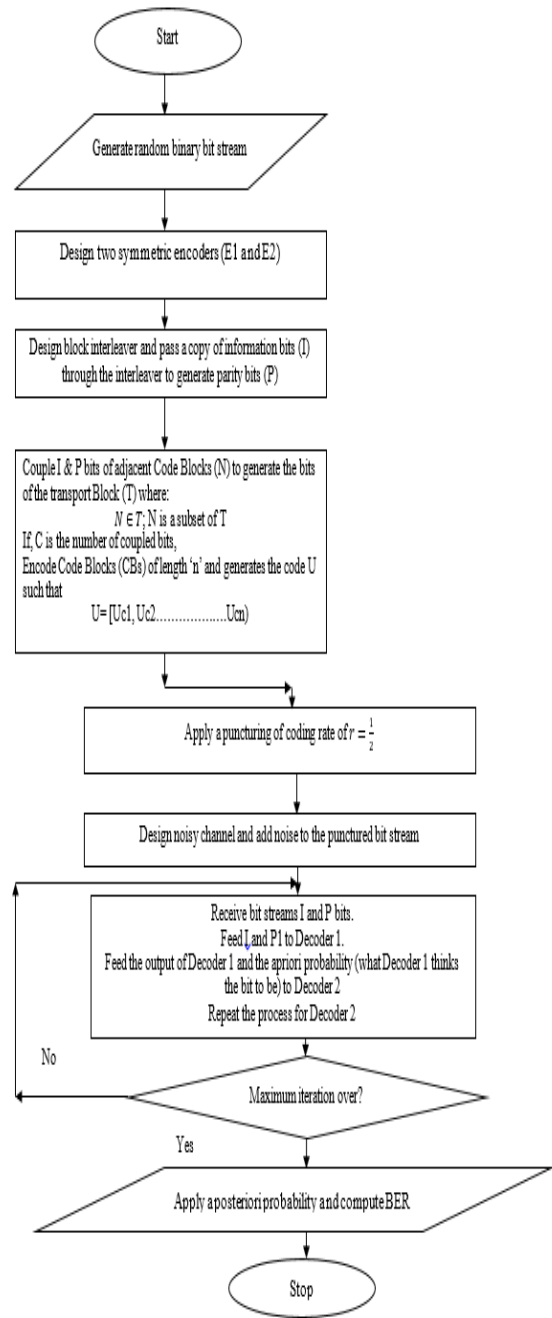 Start
Generate random binary bit stream
Design two symmetric encoders (E1 and E2)
Design block interleaver and pass a copy of information bits (I)
through the interleaver to generate parity bits (P)
Couple I & P bits of adjacent Code Blocks (N) to generate the bits
of the transport Block (T) where:
N ∈ T; N is a subset of T
If, C is the number of coupled bits,
Encode Code Blocks (CBs) of length ‘n’ and generates the code U
such that
U= [Uc1, Uc2...................Ucn)
Apply a puncturing of coding rate of r = 1/2
Design noisy channel and add noise to the punctured bit stream
Receive bit streams I and P bits.
Feed I and P1 to Decoder 1.
Feed the output of Decoder 1 and the apriori probability (what Decoder 1 thinks
the bit to be) to Decoder 2
Repeat the process for Decoder 2
No
Maximum iteration over?
Yes
Apply a posteriori probability and compute BER
Stop